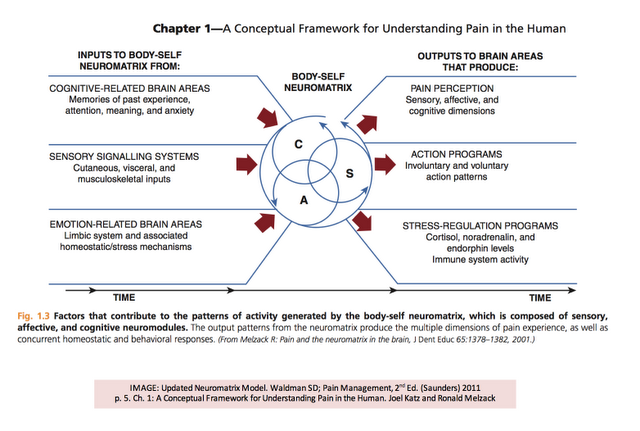 Chapter 1—A Conceptual Framework for Understanding Pain in the Human
INPUTS TO BODY-SELF
NEUROMATRIX FROM:
COGNITIVE-RELATED BRAIN AREAS
Memories of past experience,
attention, meaning, and anxiety
SENSORY SIGNALLING SYSTEMS
Cutaneous, visceral, and
musculoskeletal inputs
EMOTION-RELATED BRAIN AREAS
Limbic system and associated
homeostatic/stress mechanisms
BODY-SELF
NEUROMATRIX
C
S
A
OUTPUTS TO BRAIN AREAS
THAT PRODUCE:
PAIN PERCEPTION
Sensory, affective, and
cognitive dimensions
ACTION PROGRAMS
Involuntary and voluntary
action patterns
STRESS-REGULATION PROGRAMS
Cortisol, noradrenalin, and
endorphin levels
Immune system activity
TIME
TIME
Fig. 1.3 Factors that contribute to the patterns of activity generated by the body-self neuromatrix, which is composed of sensory,
affective, and cognitive neuromodules. The output patterns from the neuromatrix produce the multiple dimensions of pain experience, as well as
concurrent homeostatic and behavioral responses. (From Melzack R: Pain and the neuromatrix in the brain, J Dent Educ 65:1378–1382, 2001.)
IMAGE: Updated Neuromatrix Model. Waldman SD; Pain Management, 2nd Ed. (Saunders) 2011
p. 5. Ch. 1: A Conceptual Framework for Understanding Pain in the Human. Joel Katz and Ronald Melzack